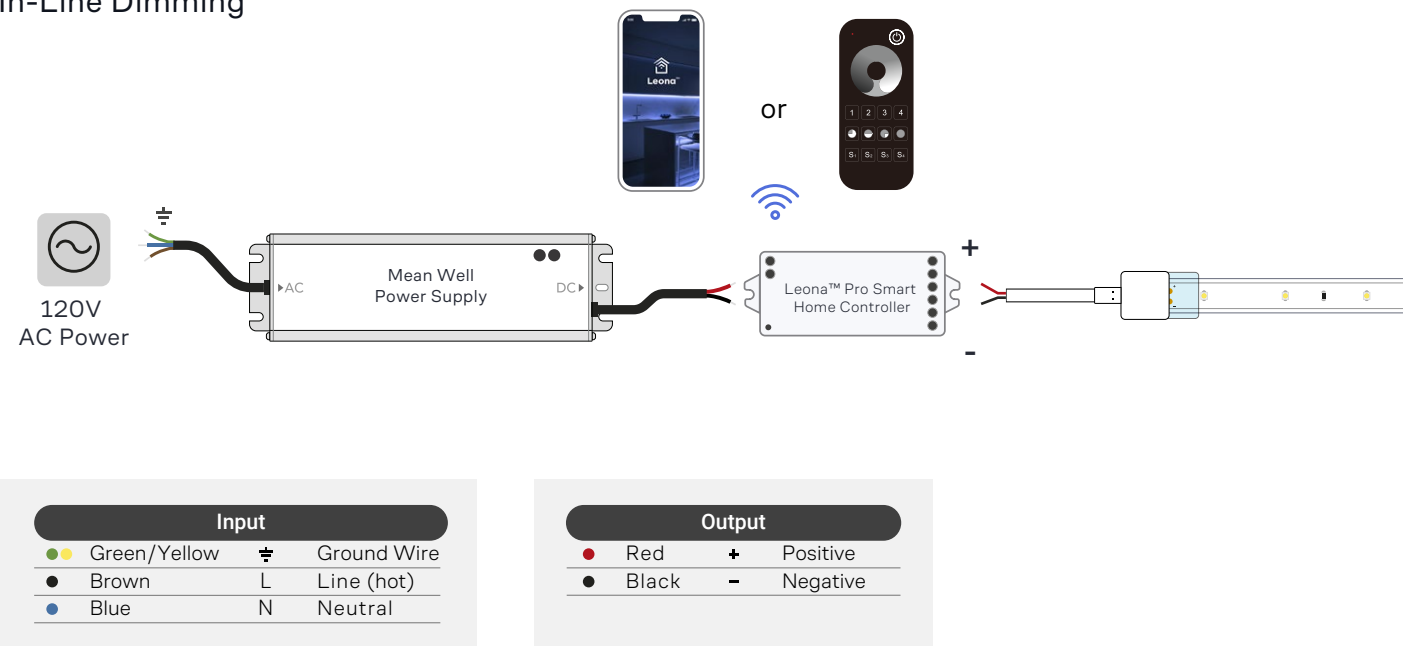 In-Line Dimming
Leona™
or
1 2 3 4
S1 S2 S3 S4
120V
AC Power
AC
Mean Well
Power Supply
DC
Leona™ Pro Smart
Home Controller
+
-
+
-
Input
Green/Yellow Ground Wire
Brown L Line (hot)
Blue N Neutral
Output
Red + Positive
Black - Negative